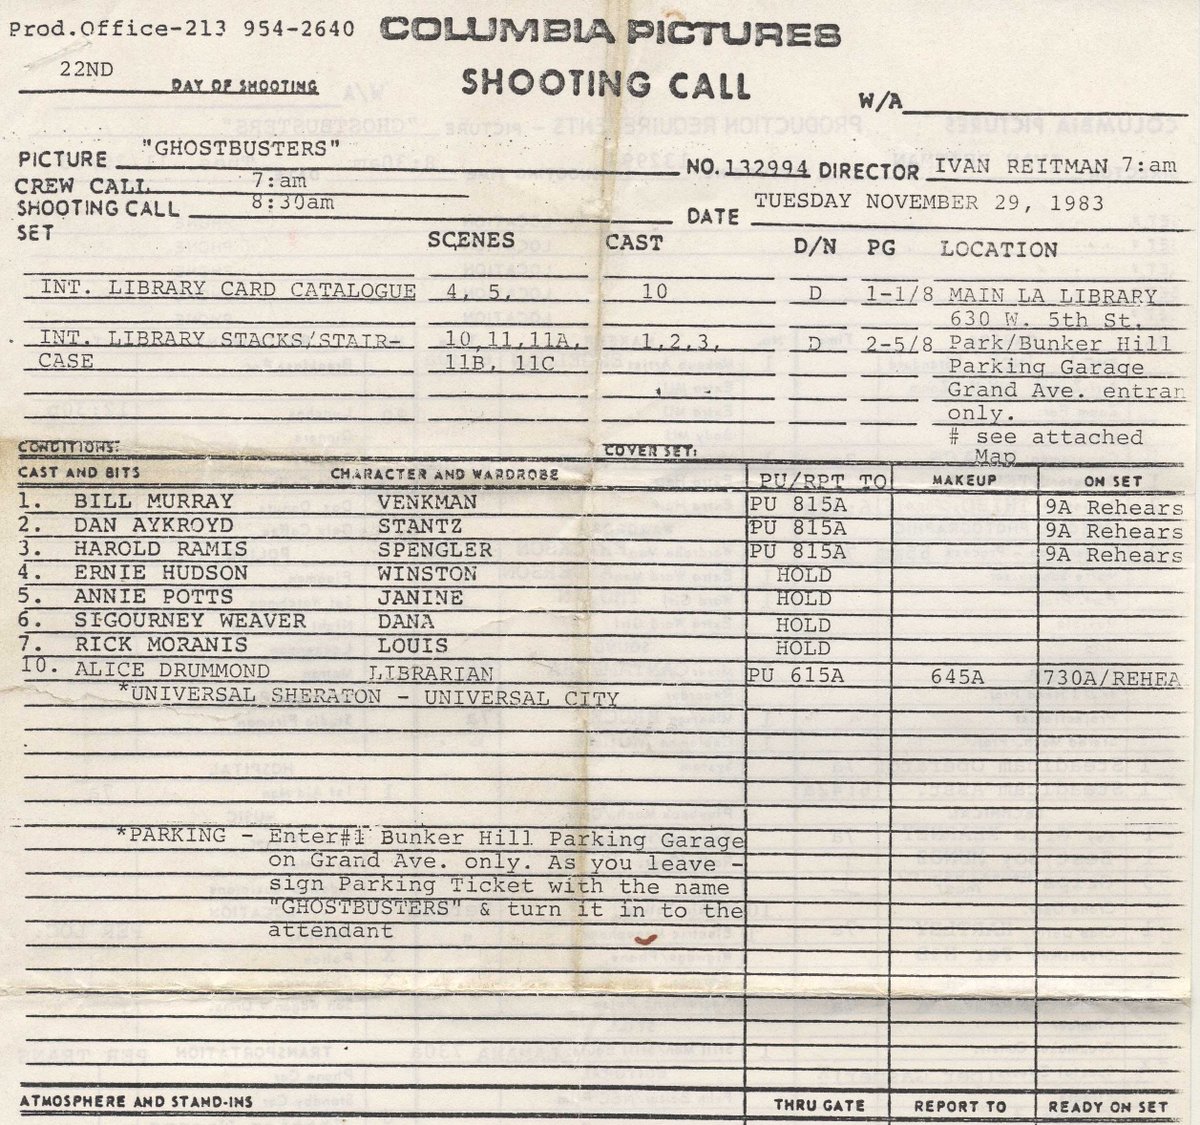 Prod.Office-213 954-2640 COLUMBIA PICTURES
22ND DAY OF SHOOTING SHOOTING CALL W/A
PICTURE "GHOSTBUSTERS" NO. 132994 DIRECTOR IVAN REITMAN 7:am
CREW CALL 7:am
SHOOTING CALL 8:30am DATE TUESDAY NOVEMBER 29, 1983
SET SCENES CAST D/N PG LOCATION
INT. LIBRARY CARD CATALOGUE 4, 5, 10 D 1-1/8 MAIN LA LIBRARY
630 W. 5th St.
INT. LIBRARY STACKS/STAIR- 10,11,11A, 1,2,3, D 2-5/8 Park/Bunker Hill
CASE 11B, 11C Parking Garage
Grand Ave. entran
only.
# see attached
Map
CONDITIONS: COVER SET:
CAST AND BITS CHARACTER AND WARDROBE PU/RPT TO MAKEUP ON SET
1. BILL MURRAY VENKMAN PU 815A 9A Rehears
2. DAN AYKROYD STANTZ PU 815A 9A Rehears
3. HAROLD RAMIS SPENGLER PU 815A 9A Rehears
4. ERNIE HUDSON WINSTON HOLD
5. ANNIE POTTS JANINE HOLD
6. SIGOURNEY WEAVER DANA HOLD
7. RICK MORANIS LOUIS HOLD
10. ALICE DRUMMOND LIBRARIAN PU 615A 645A 730A/REHEA
*UNIVERSAL SHERATON - UNIVERSAL CITY
*PARKING - Enter#1 Bunker Hill Parking Garage
on Grand Ave. only. As you leave -
sign Parking Ticket with the name
"GHOSTBUSTERS" & turn it in to the
attendant
ATMOSPHERE AND STAND-INS THRU GATE REPORT TO READY ON SET